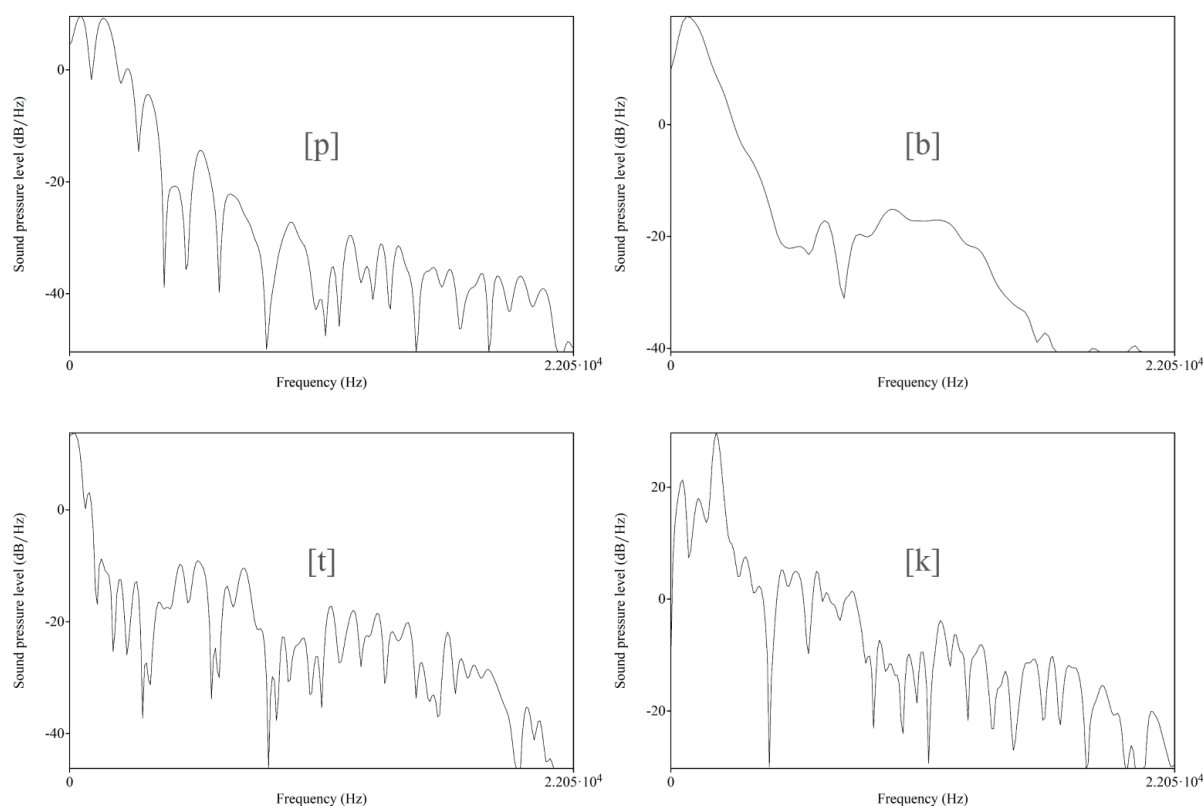 Sound pressure level (dB/Hz)
0
-20
-40
[p]
0
2.205·10⁴
Frequency (Hz)
Sound pressure level (dB/Hz)
0
-20
-40
[b]
0
2.205·10⁴
Frequency (Hz)
Sound pressure level (dB/Hz)
0
-20
-40
[t]
0
2.205·10⁴
Frequency (Hz)
Sound pressure level (dB/Hz)
20
0
-20
[k]
0
2.205·10⁴
Frequency (Hz)